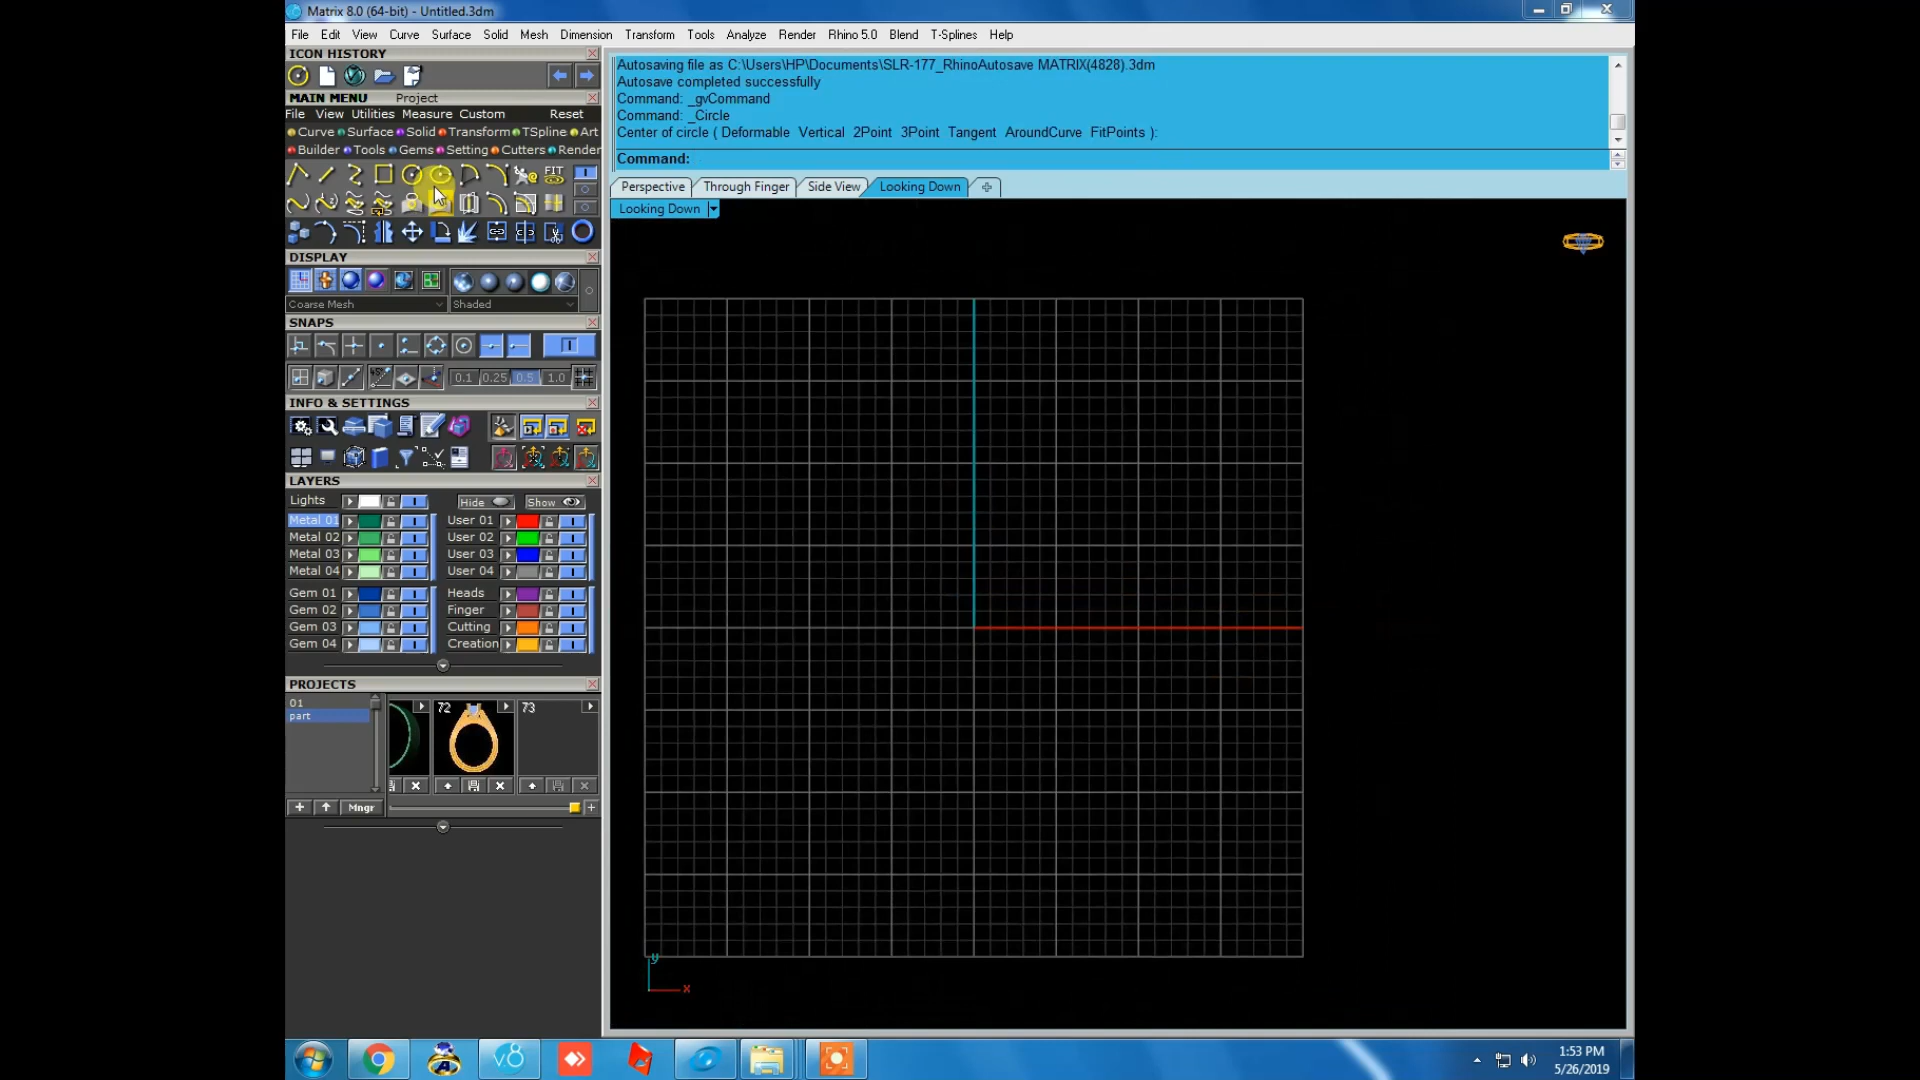 Matrix 8.0 (64-bit) - Untitled.3dm
File Edit View Curve Surface Solid Mesh Dimension Transform Tools Analyze Render Rhino 5.0 Blend T-Splines Help
ICON HISTORY
MAIN MENU Project
File View Utilities Measure Custom Reset
Curve Surface Solid Transform TSpline Art
Builder Tools Gems Setting Cutters Render
FIT
DISPLAY
Coarse Mesh Shaded
SNAPS
0.1 0.25 0.5 1.0
INFO & SETTINGS
LAYERS
Lights Hide Show
Metal 01 User 01
Metal 02 User 02
Metal 03 User 03
Metal 04 User 04
Gem 01 Heads
Gem 02 Finger
Gem 03 Cutting
Gem 04 Creation
PROJECTS
01
part
72 73
Mngr
Autosaving file as C:\Users\HP\Documents\SLR-177_RhinoAutosave MATRIX(4828).3dm
Autosave completed successfully
Command: _gvCommand
Command: _Circle
Center of circle ( Deformable Vertical 2Point 3Point Tangent AroundCurve FitPoints ):
Command:
Perspective Through Finger Side View Looking Down
Looking Down
y
x
v8
1:53 PM
5/26/2019